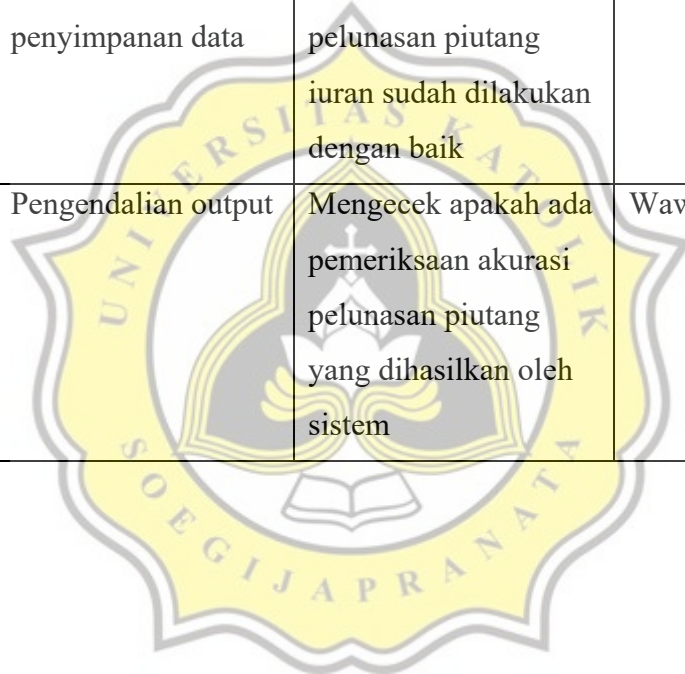 penyimpanan data
pelunasan piutang
iuran sudah dilakukan
dengan baik
Pengendalian output
Mengecek apakah ada
pemeriksaan akurasi
pelunasan piutang
yang dihasilkan oleh
sistem
Waw
UNIVERSITAS KATOLIK
SOEGIJAPRANATA